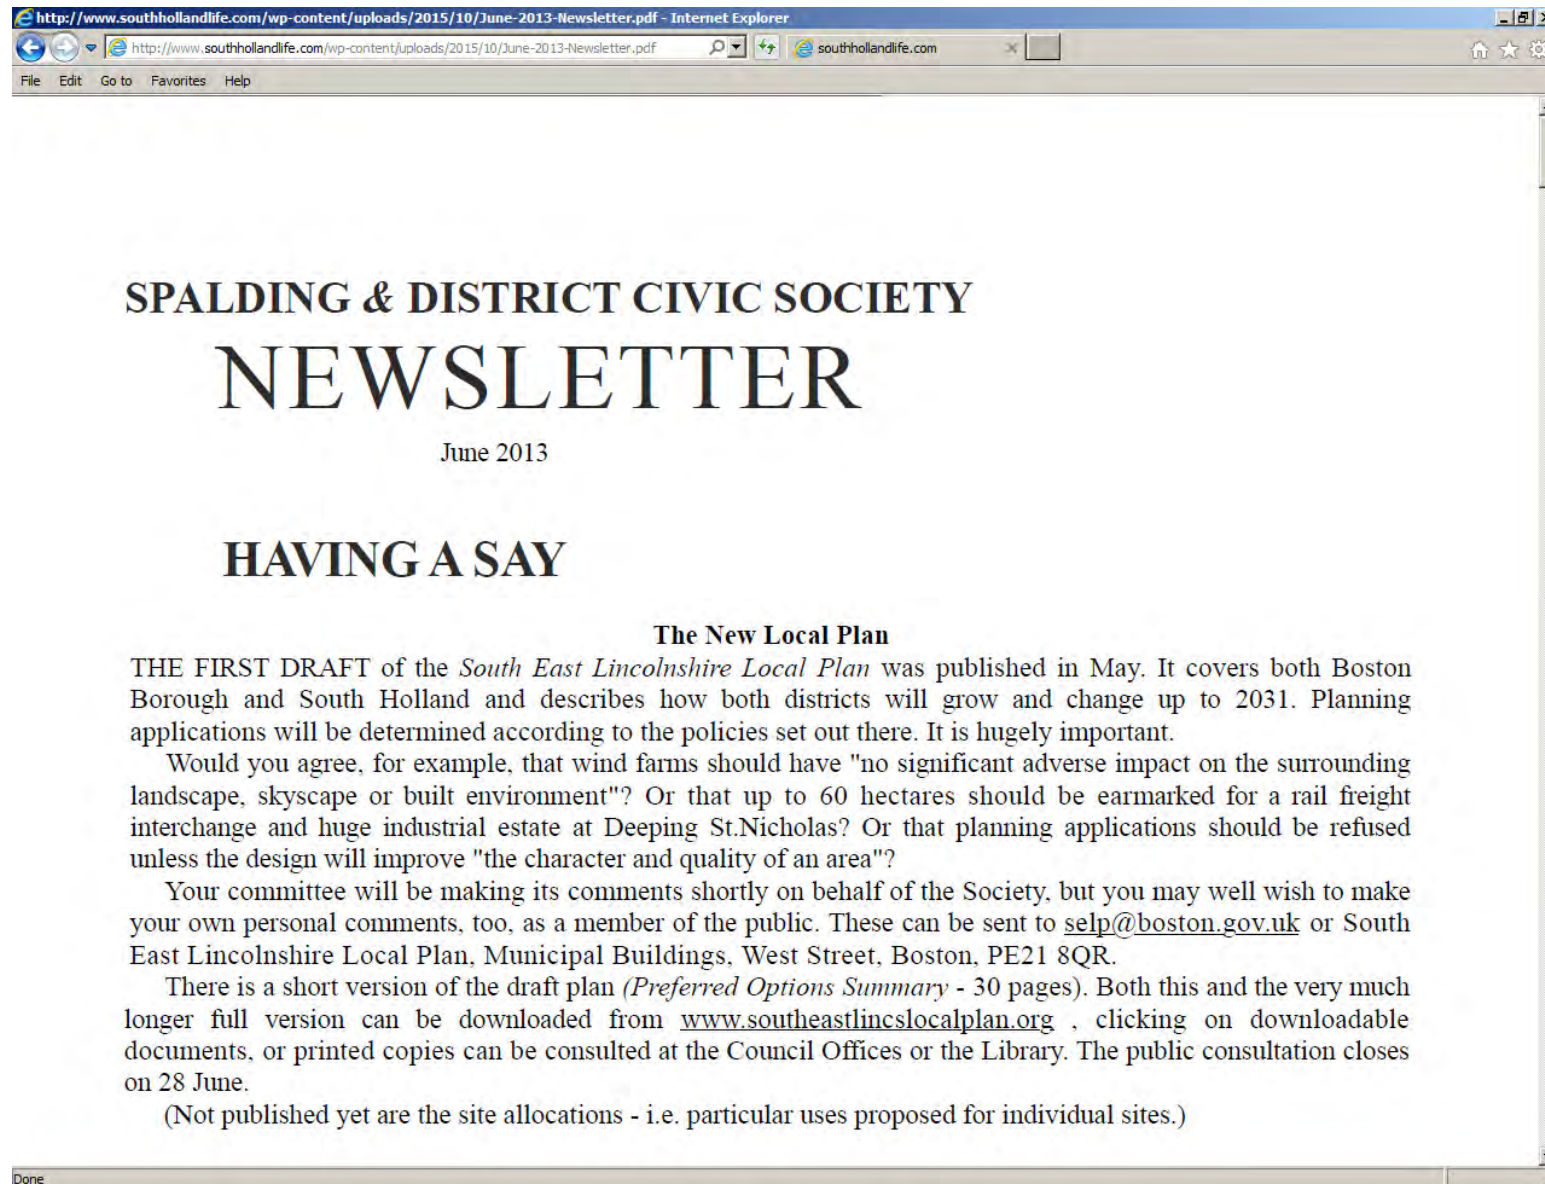 http://www.southhollandlife.com/wp-content/uploads/2015/10/June-2013-Newsletter.pdf - Internet Explorer
http://www.southhollandlife.com/wp-content/uploads/2015/10/June-2013-Newsletter.pdf southhollandlife.com
File Edit Go to Favorites Help
SPALDING & DISTRICT CIVIC SOCIETY
NEWSLETTER
June 2013
HAVING A SAY
The New Local Plan
THE FIRST DRAFT of the South East Lincolnshire Local Plan was published in May. It covers both Boston
Borough and South Holland and describes how both districts will grow and change up to 2031. Planning
applications will be determined according to the policies set out there. It is hugely important.
Would you agree, for example, that wind farms should have "no significant adverse impact on the surrounding
landscape, skyscape or built environment"? Or that up to 60 hectares should be earmarked for a rail freight
interchange and huge industrial estate at Deeping St.Nicholas? Or that planning applications should be refused
unless the design will improve "the character and quality of an area"?
Your committee will be making its comments shortly on behalf of the Society, but you may well wish to make
your own personal comments, too, as a member of the public. These can be sent to selp@boston.gov.uk or South
East Lincolnshire Local Plan, Municipal Buildings, West Street, Boston, PE21 8QR.
There is a short version of the draft plan (Preferred Options Summary - 30 pages). Both this and the very much
longer full version can be downloaded from www.southeastlincslocalplan.org , clicking on downloadable
documents, or printed copies can be consulted at the Council Offices or the Library. The public consultation closes
on 28 June.
(Not published yet are the site allocations - i.e. particular uses proposed for individual sites.)
Done